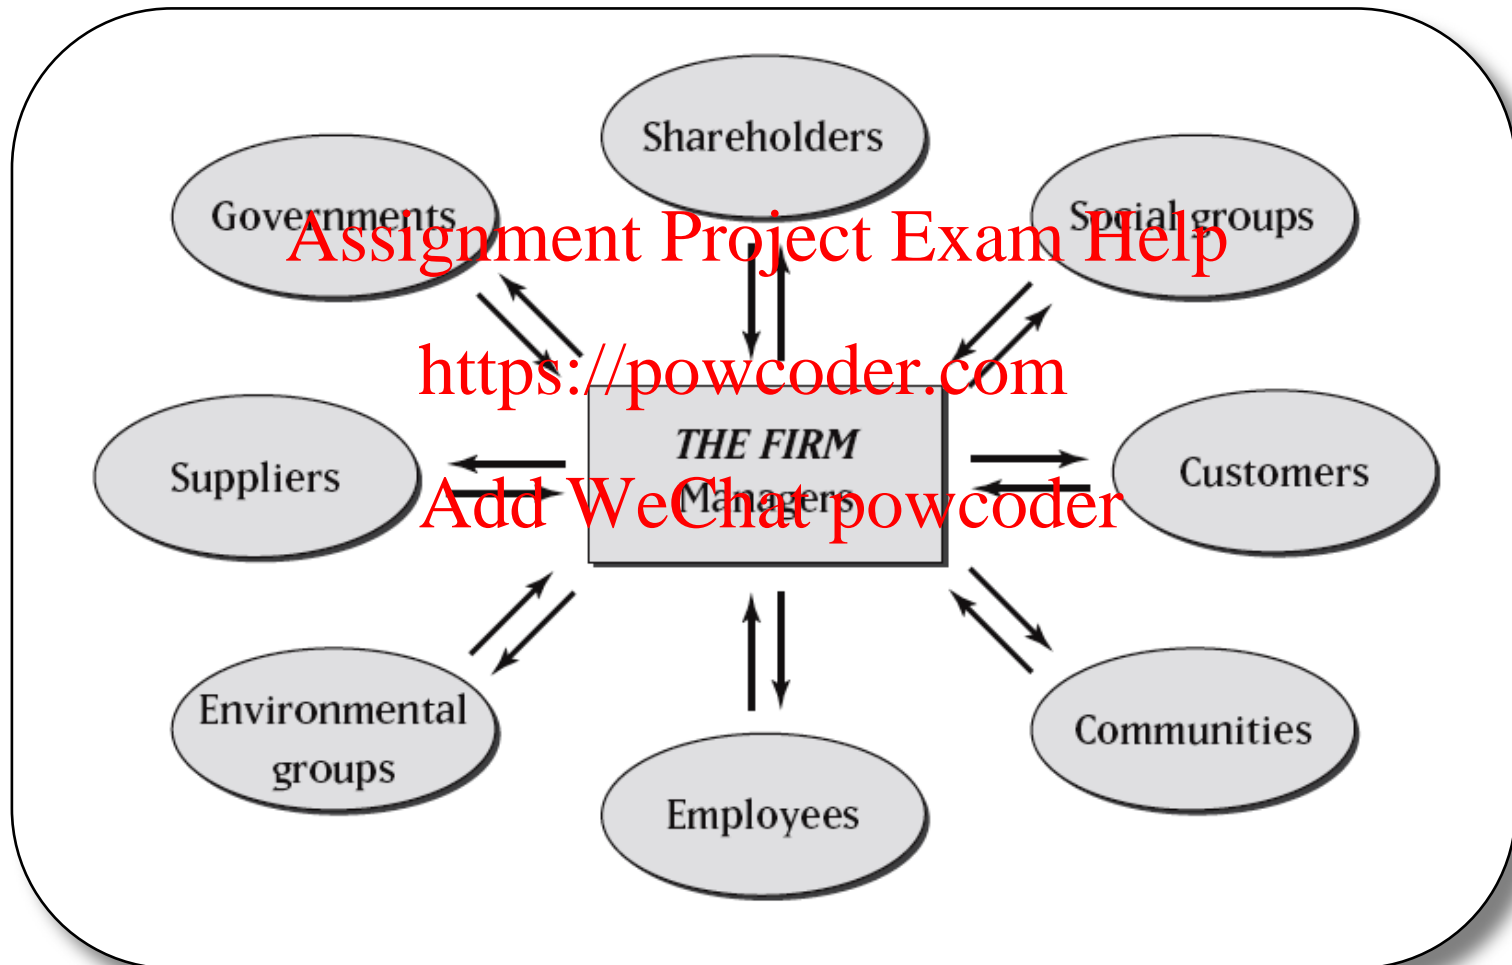 Shareholders
Governments
Social groups
Assignment Project Exam Help
https://powcoder.com
THE FIRM
Managers
Suppliers
Customers
Add WeChat powcoder
Environmental
groups
Communities
Employees